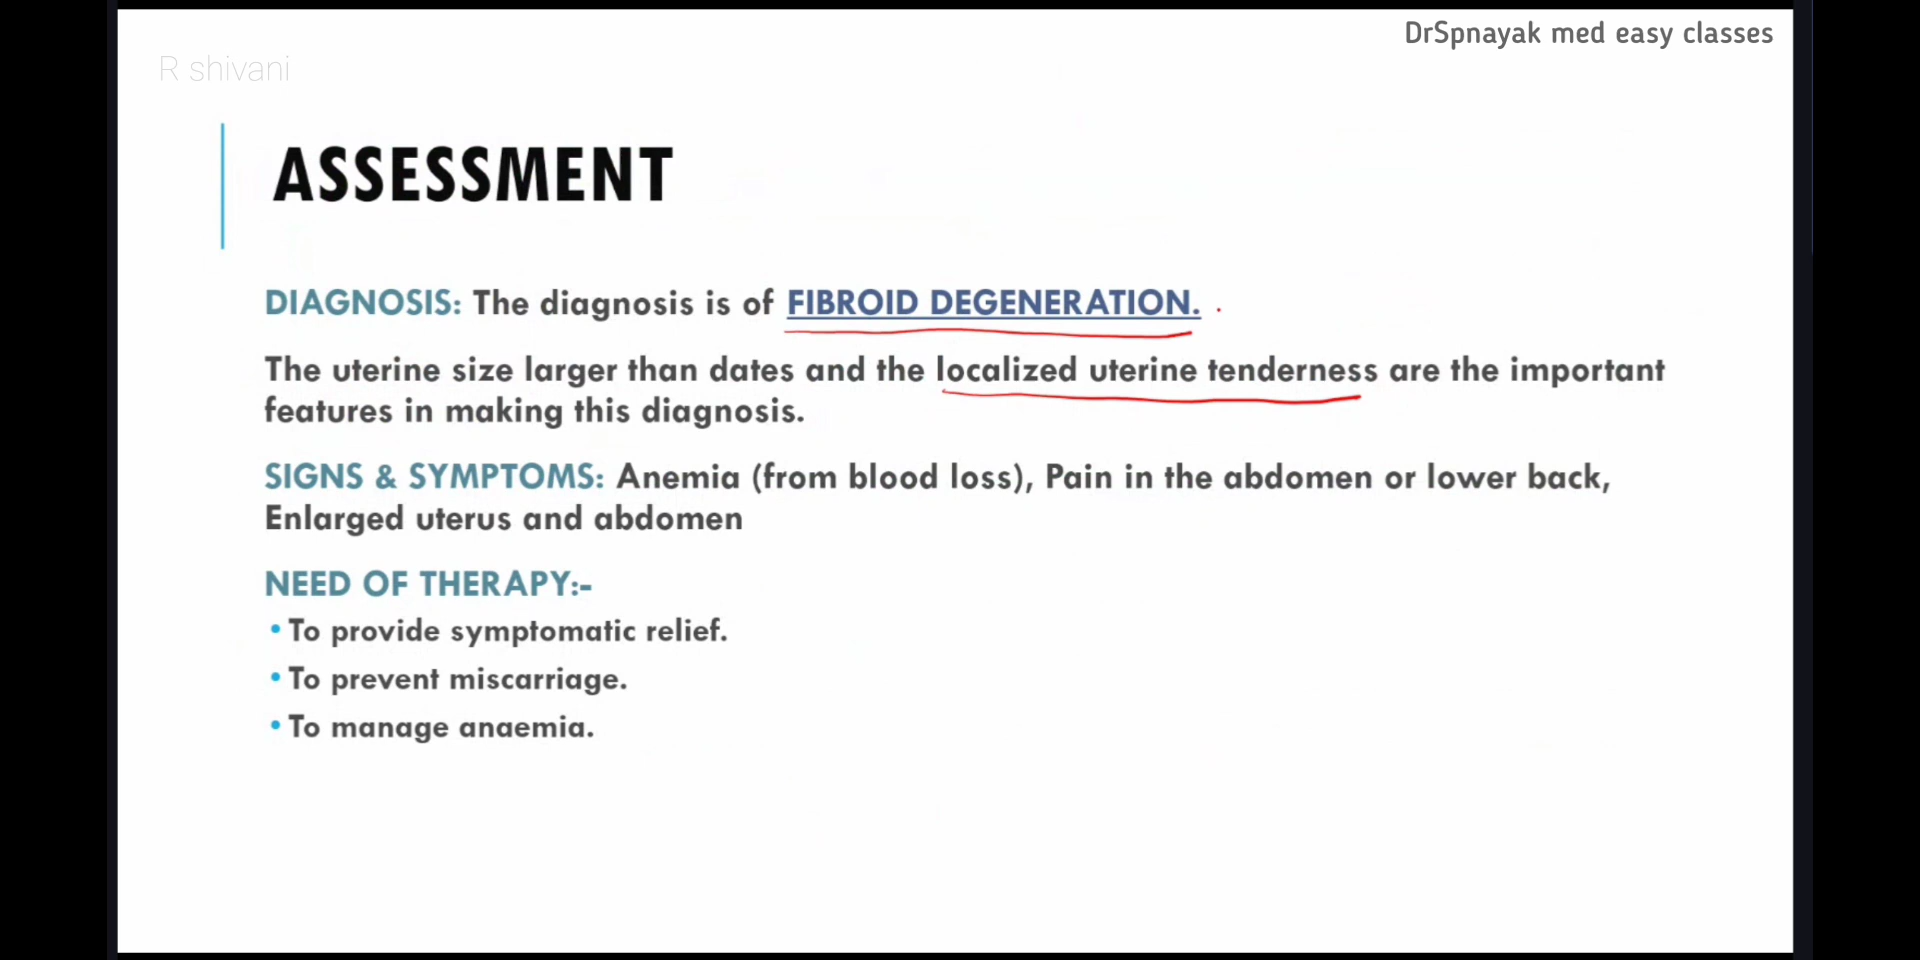 DrSpnayak med easy classes
R shivani
ASSESSMENT
DIAGNOSIS: The diagnosis is of FIBROID DEGENERATION.
The uterine size larger than dates and the localized uterine tenderness are the important
features in making this diagnosis.
SIGNS & SYMPTOMS: Anemia (from blood loss), Pain in the abdomen or lower back,
Enlarged uterus and abdomen
NEED OF THERAPY:-
• To provide symptomatic relief.
• To prevent miscarriage.
• To manage anaemia.